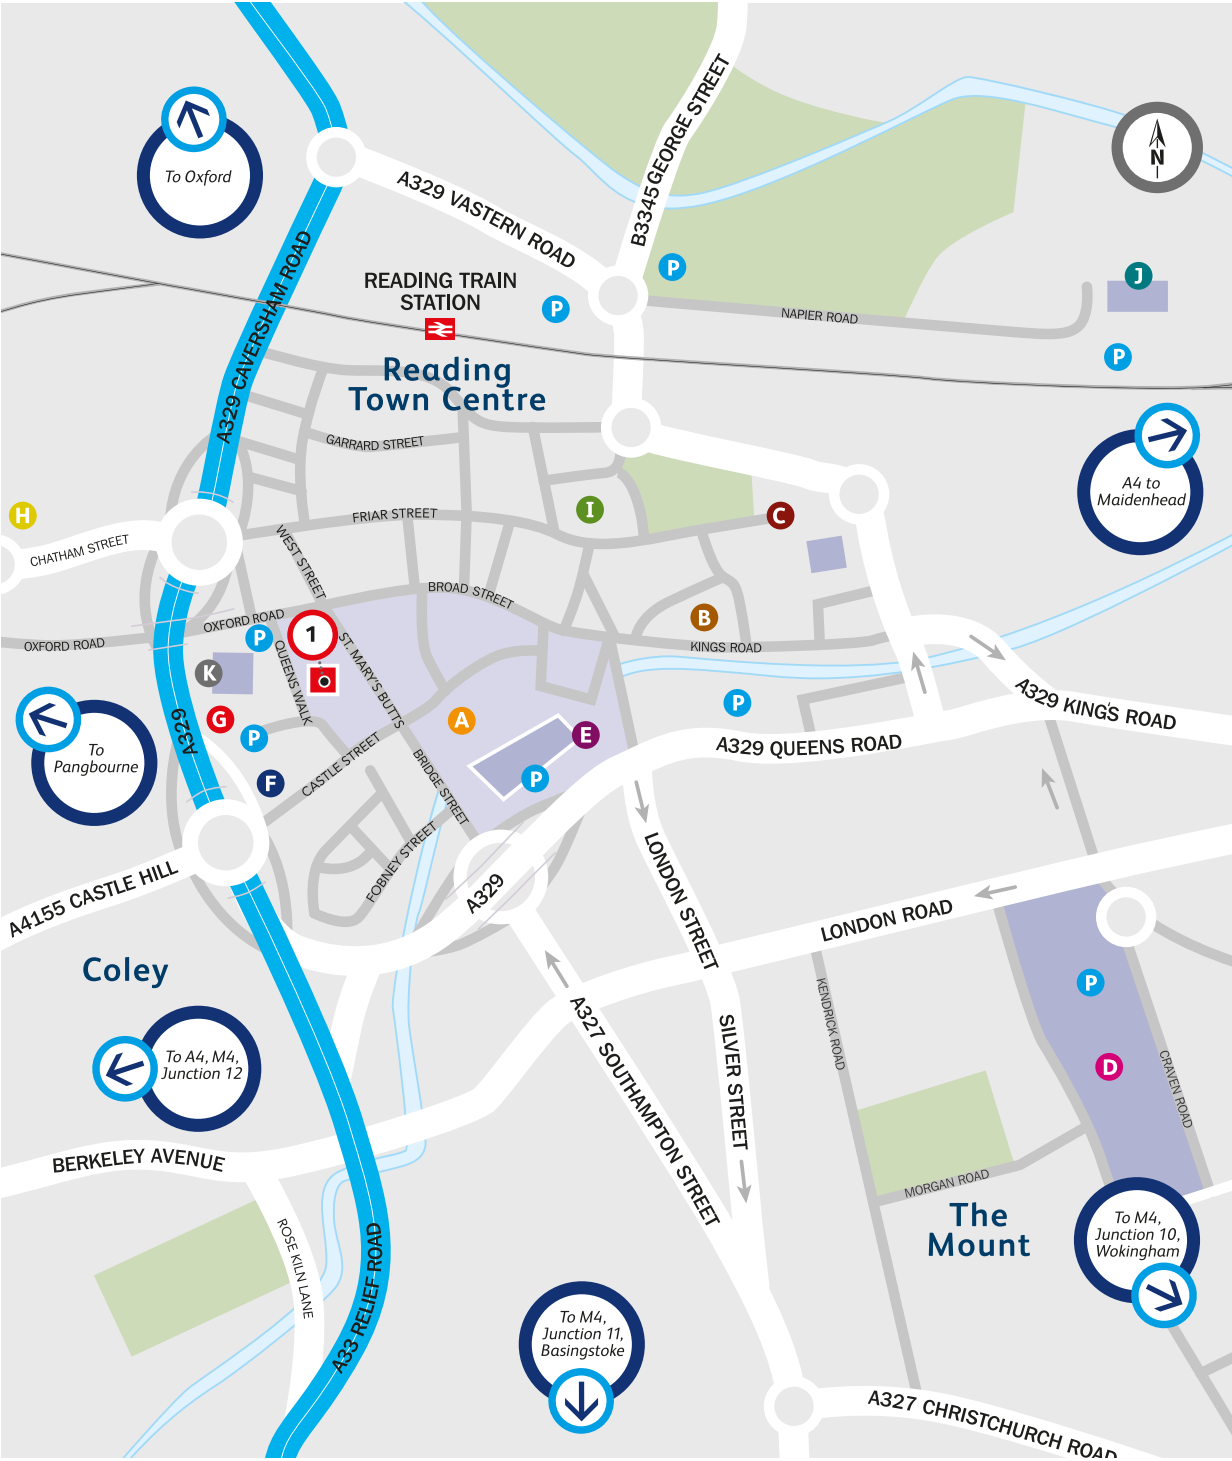 To Oxford
A329 VASTERN ROAD
B3345 GEORGE STREET
N
A329 CAVERSHAM ROAD
READING TRAIN
STATION
P
P
J
NAPIER ROAD
P
Reading
Town Centre
GARRARD STREET
A4 to
Maidenhead
H
FRIAR STREET
I
C
CHATHAM STREET
WEST STREET
BROAD STREET
OXFORD ROAD
OXFORD ROAD
P
1
B
KINGS ROAD
QUEENS WALK
ST. MARY'S BUTTS
K
G
A
P
E
A329
P
P
F
CASTLE STREET
BRIDGE STREET
A329 QUEENS ROAD
A329 KING'S ROAD
To
Pangbourne
FOBNEY STREET
A329
LONDON STREET
A4155 CASTLE HILL
LONDON ROAD
Coley
P
KENDRICK ROAD
A327 SOUTHAMPTON STREET
SILVER STREET
To A4, M4,
Junction 12
D
CRAVEN ROAD
BERKELEY AVENUE
MORGAN ROAD
The
Mount
To M4,
Junction 10,
Wokingham
ROSE KILN LANE
A33 RELIEF ROAD
To M4,
Junction 11,
Basingstoke
A327 CHRISTCHURCH ROAD